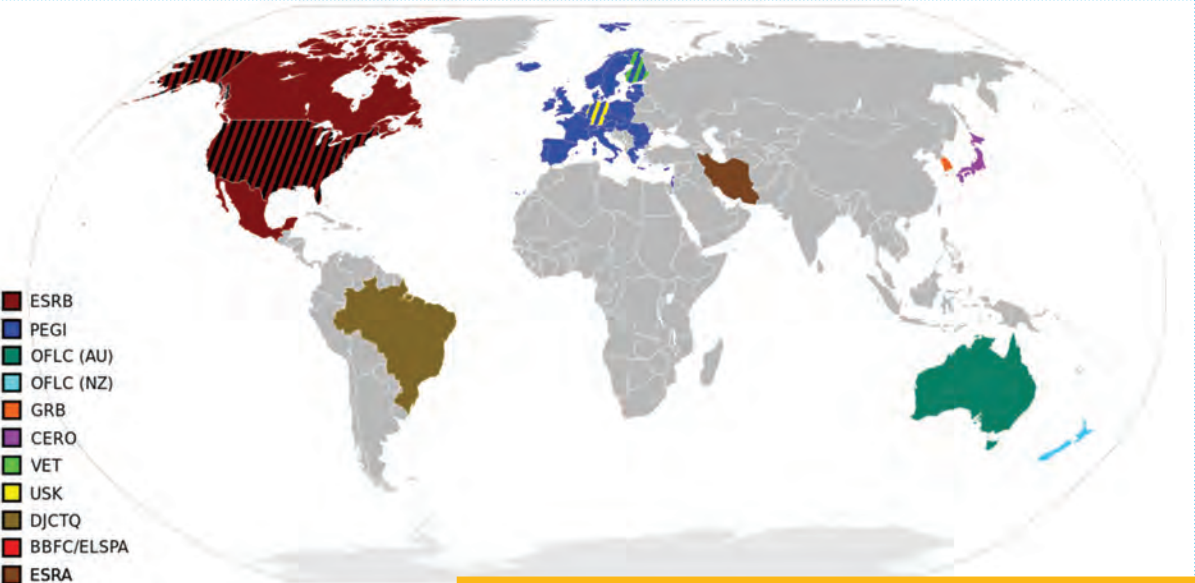 ESRB
PEGI
OFLC (AU)
OFLC (NZ)
GRB
CERO
VET
USK
DJCTQ
BBFC/ELSPA
ESRA